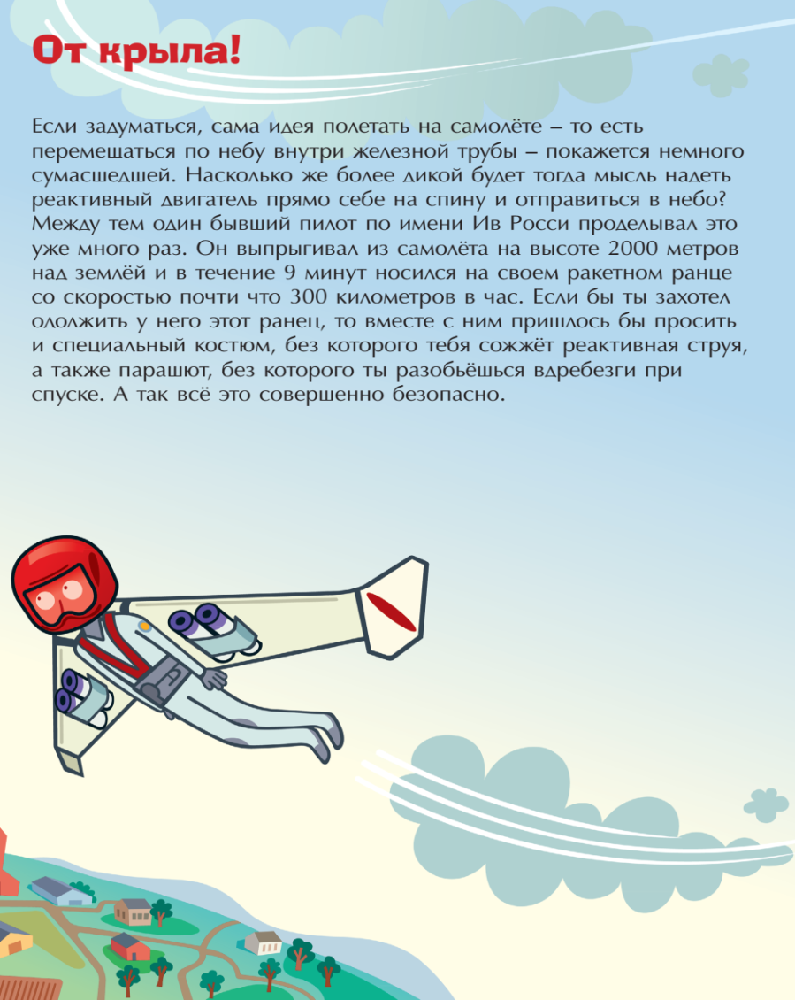 От крыла!
Если задуматься, сама идея полетать на самолёте – то есть
перемещаться по небу внутри железной трубы – покажется немного
сумасшедшей. Насколько же более дикой будет тогда мысль надеть
реактивный двигатель прямо себе на спину и отправиться в небо?
Между тем один бывший пилот по имени Ив Росси проделывал это
уже много раз. Он выпрыгивал из самолёта на высоте 2000 метров
над землёй и в течение 9 минут носился на своем ракетном ранце
со скоростью почти что 300 километров в час. Если бы ты захотел
одолжить у него этот ранец, то вместе с ним пришлось бы просить
и специальный костюм, без которого тебя сожжёт реактивная струя,
а также парашют, без которого ты разобьёшься вдребезги при
спуске. А так всё это совершенно безопасно.